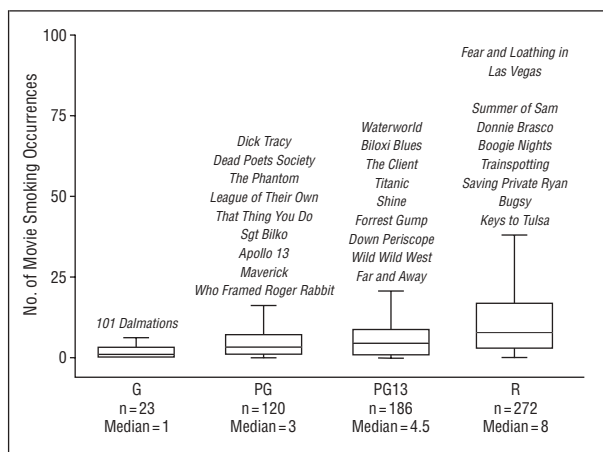 No. of Movie Smoking Occurrences
100
75
50
25
0
101 Dalmations
Dick Tracy
Dead Poets Society
The Phantom
League of Their Own
That Thing You Do
Sgt Bilko
Apollo 13
Maverick
Who Framed Roger Rabbit
Waterworld
Biloxi Blues
The Client
Titanic
Shine
Forrest Gump
Down Periscope
Wild Wild West
Far and Away
Fear and Loathing in
Las Vegas
Summer of Sam
Donnie Brasco
Boogie Nights
Trainspotting
Saving Private Ryan
Bugsy
Keys to Tulsa
G
n=23
Median=1
PG
n=120
Median=3
PG13
n=186
Median=4.5
R
n=272
Median=8